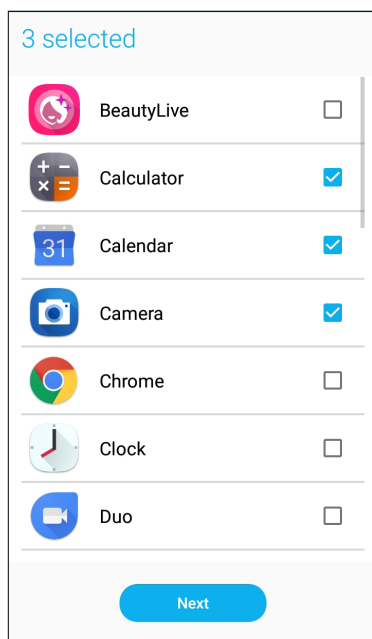 3 selected
BeautyLive
Calculator
31
Calendar
Camera
Chrome
Clock
Duo
Next